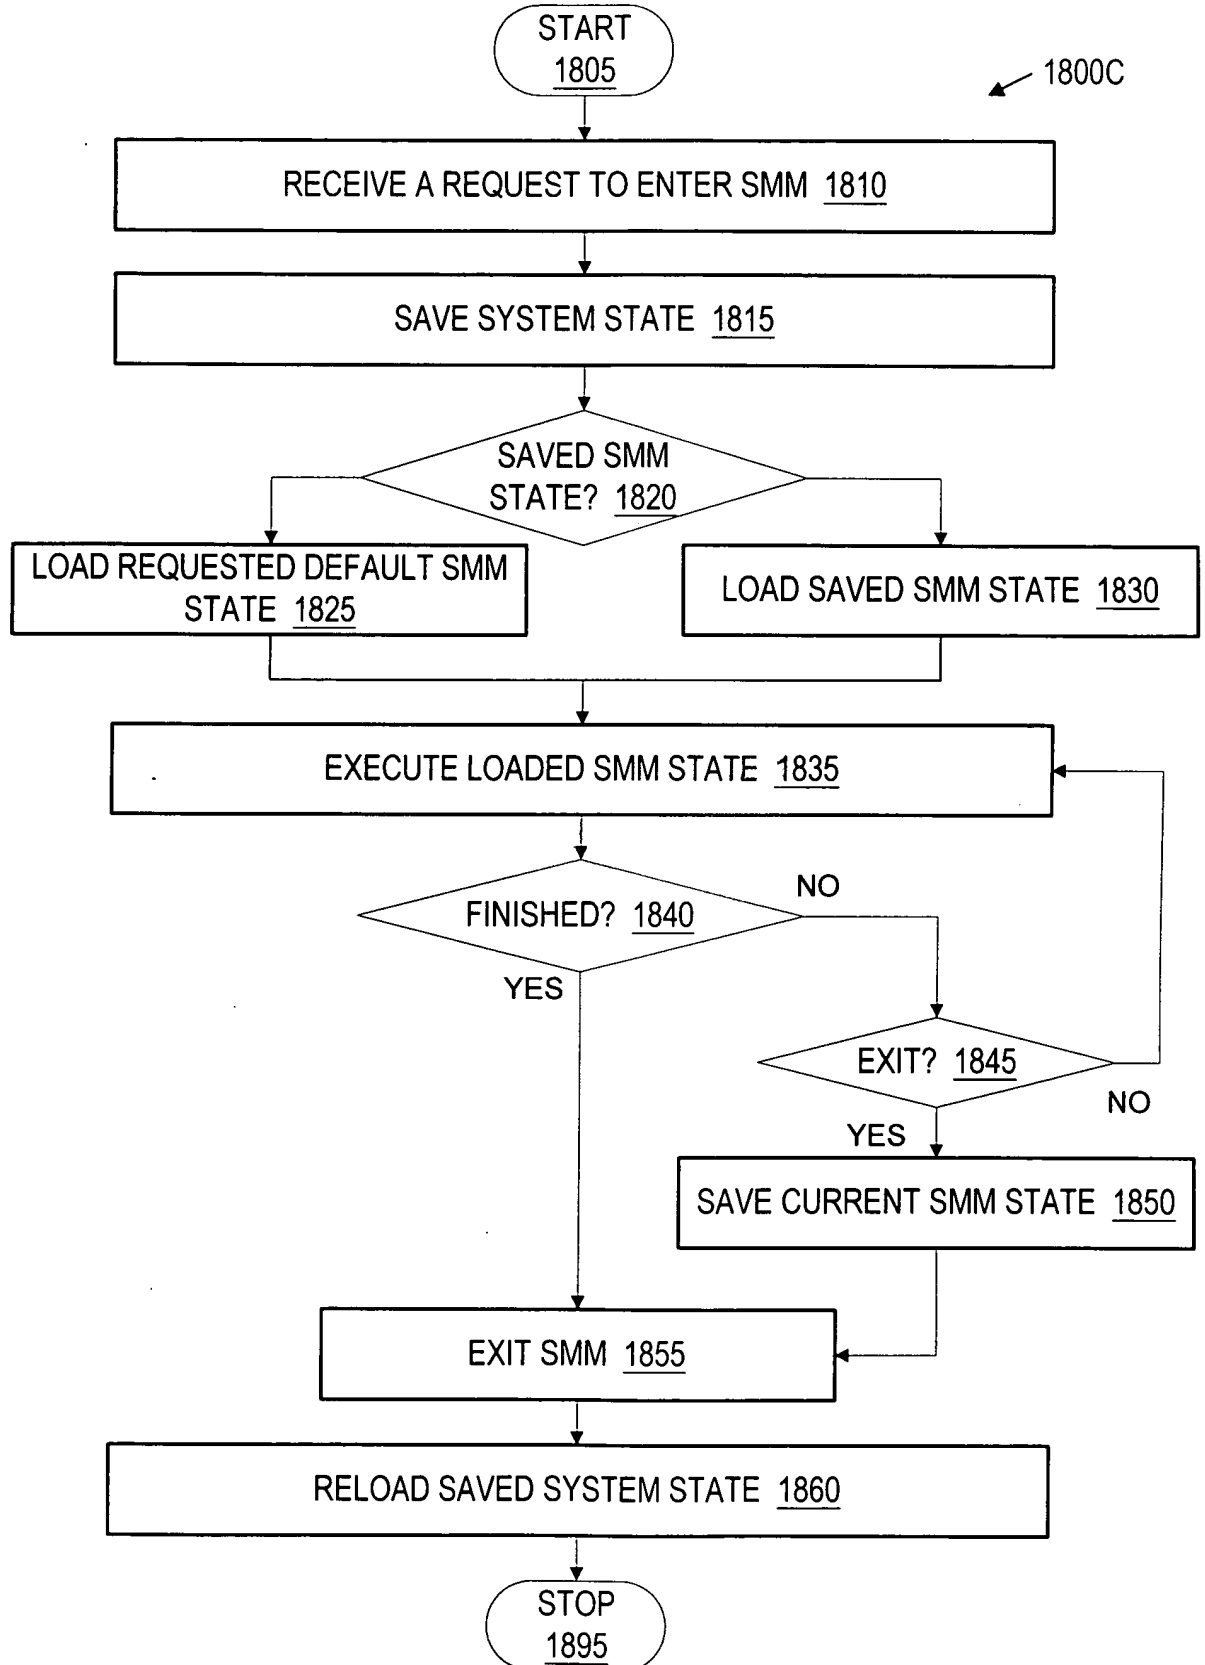 START
1805
1800C
RECEIVE A REQUEST TO ENTER SMM 1810
SAVE SYSTEM STATE 1815
SAVED SMM
STATE? 1820
LOAD REQUESTED DEFAULT SMM
STATE 1825
LOAD SAVED SMM STATE 1830
EXECUTE LOADED SMM STATE 1835
NO
FINISHED? 1840
YES
EXIT? 1845
NO
YES
SAVE CURRENT SMM STATE 1850
EXIT SMM 1855
RELOAD SAVED SYSTEM STATE 1860
STOP
1895